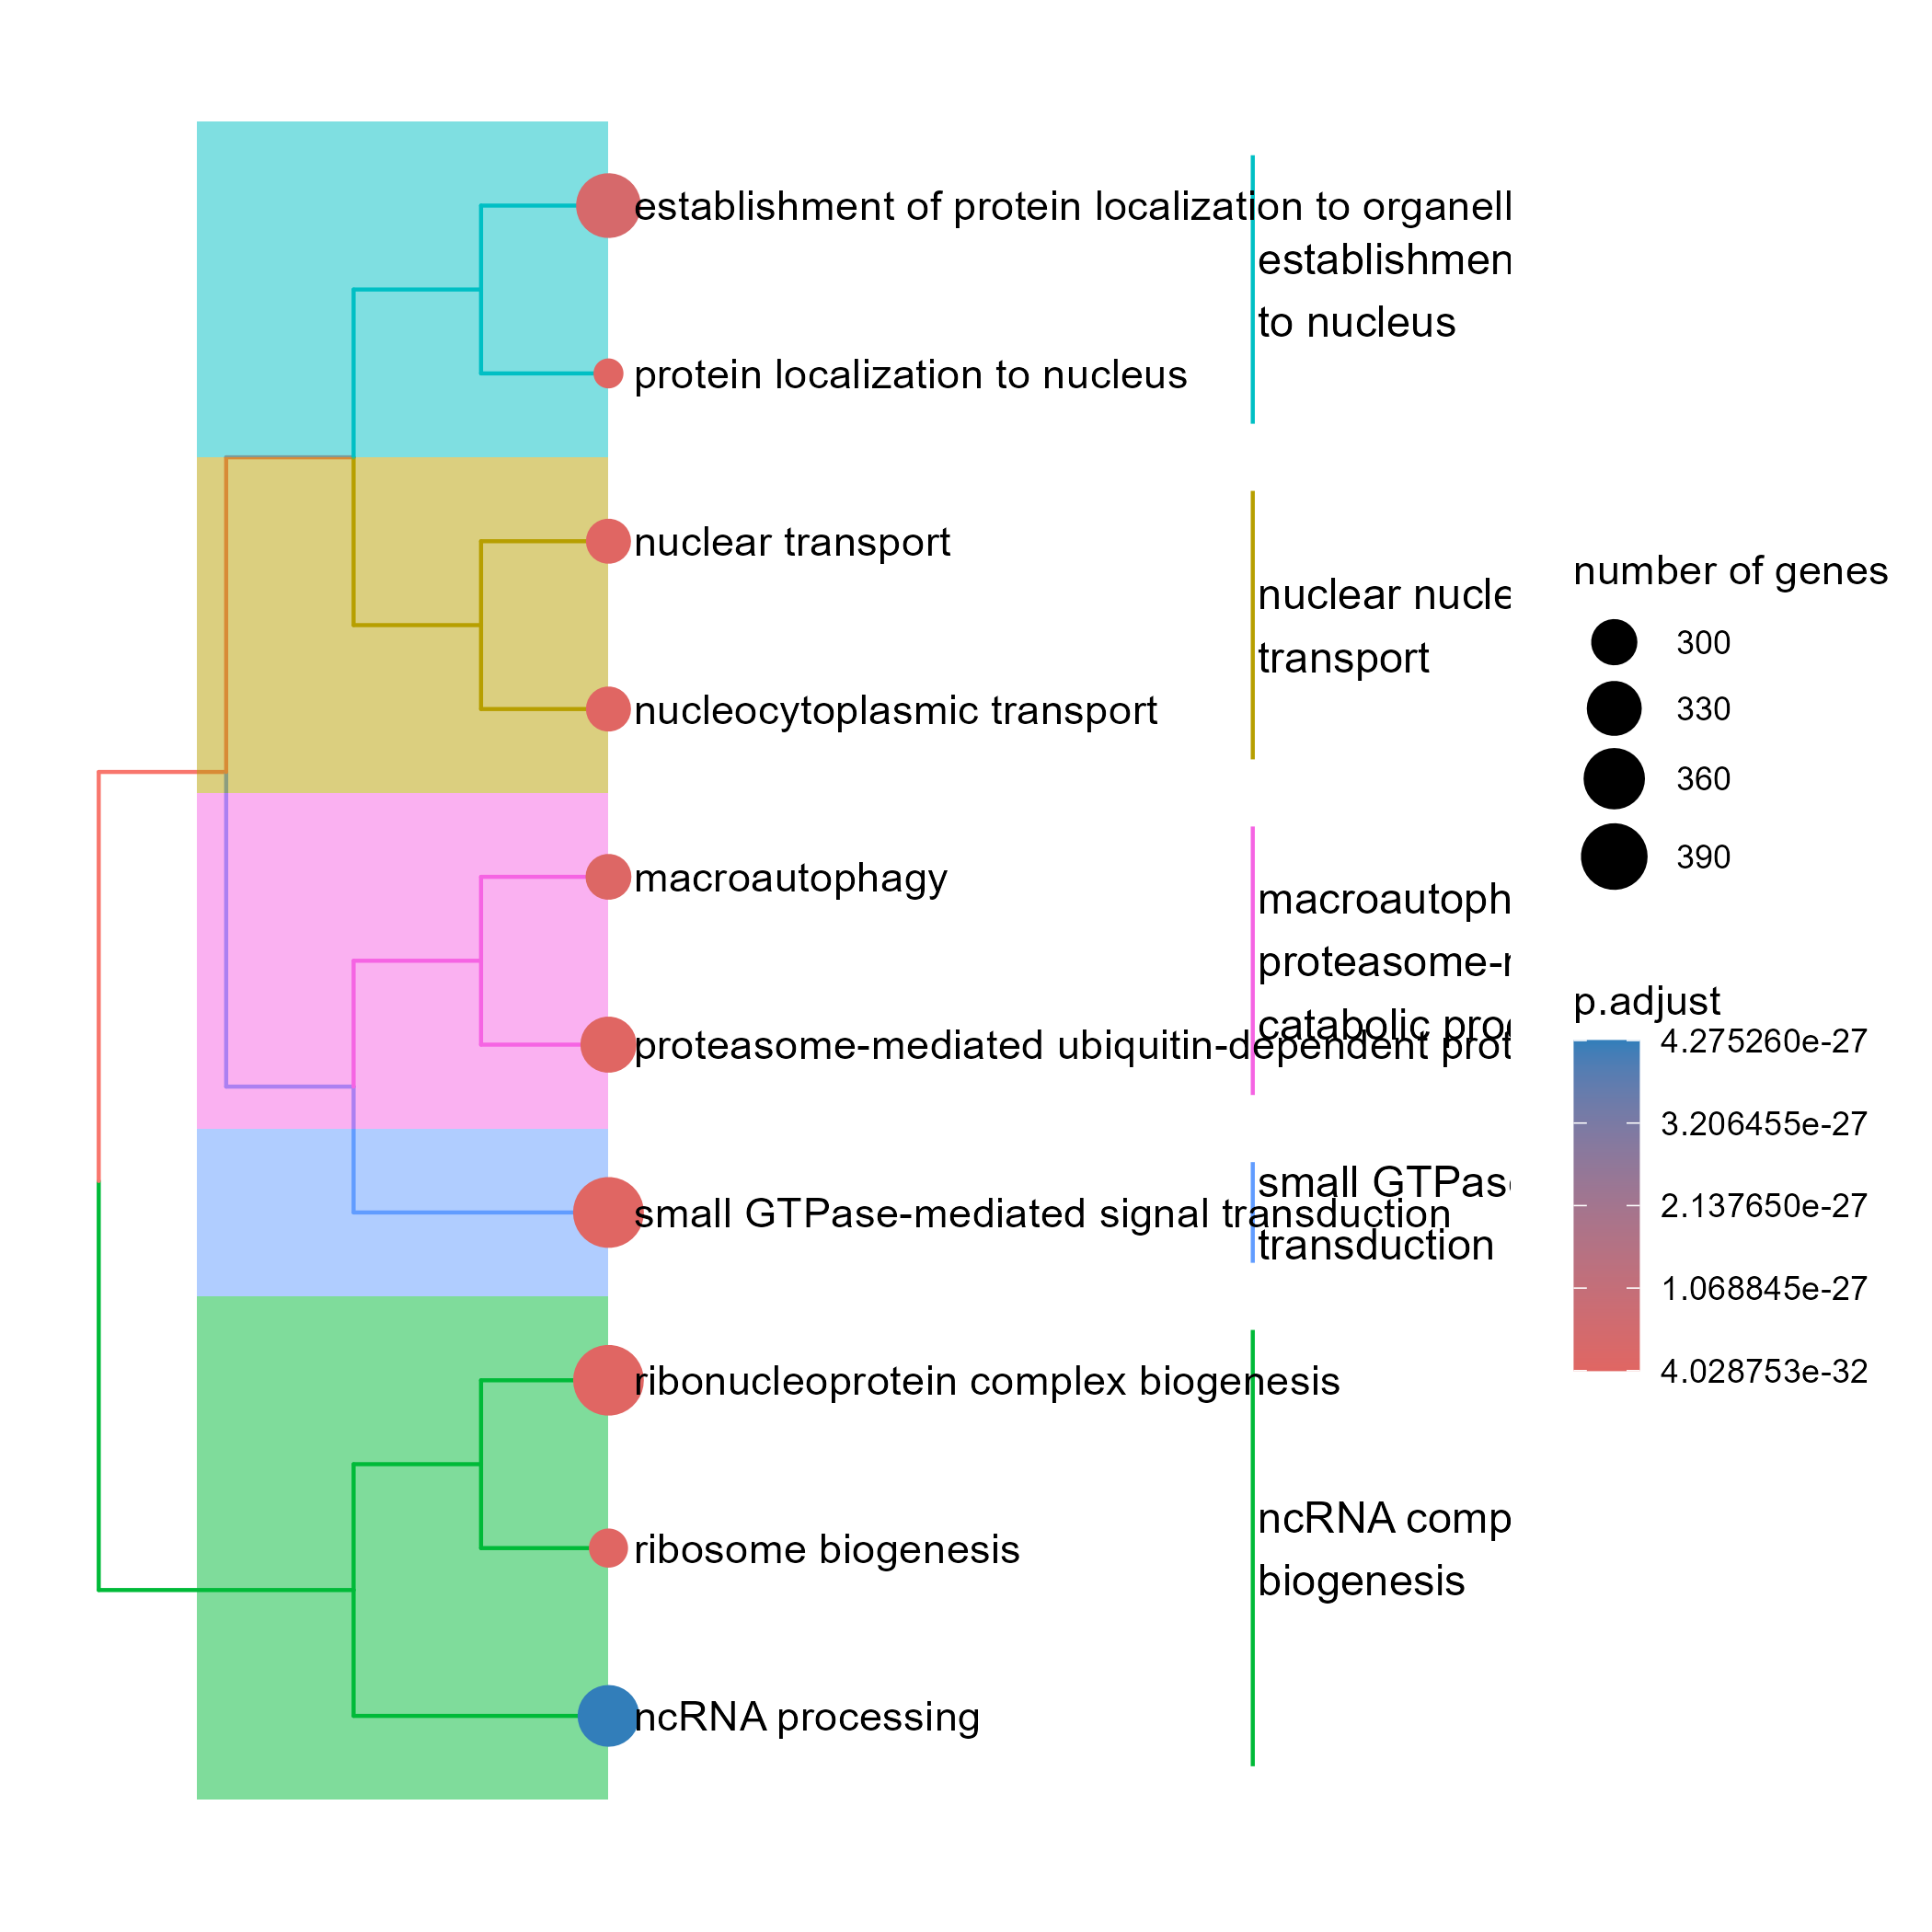 establishment of protein localization to organell
establishmen
to nucleus
protein localization to nucleus
nuclear transport
nuclear nucle
transport
nucleocytoplasmic transport
macroautophagy
macroautoph
proteasome-r
catabolic pro
proteasome-mediated ubiquitin-dependent prot
small GTPas
small GTPase-mediated signal transduction
transduction
ribonucleoprotein complex biogenesis
ncRNA comp
biogenesis
ribosome biogenesis
ncRNA processing
number of genes
300
330
360
390
p.adjust
4.275260e-27
3.206455e-27
2.137650e-27
1.068845e-27
4.028753e-32